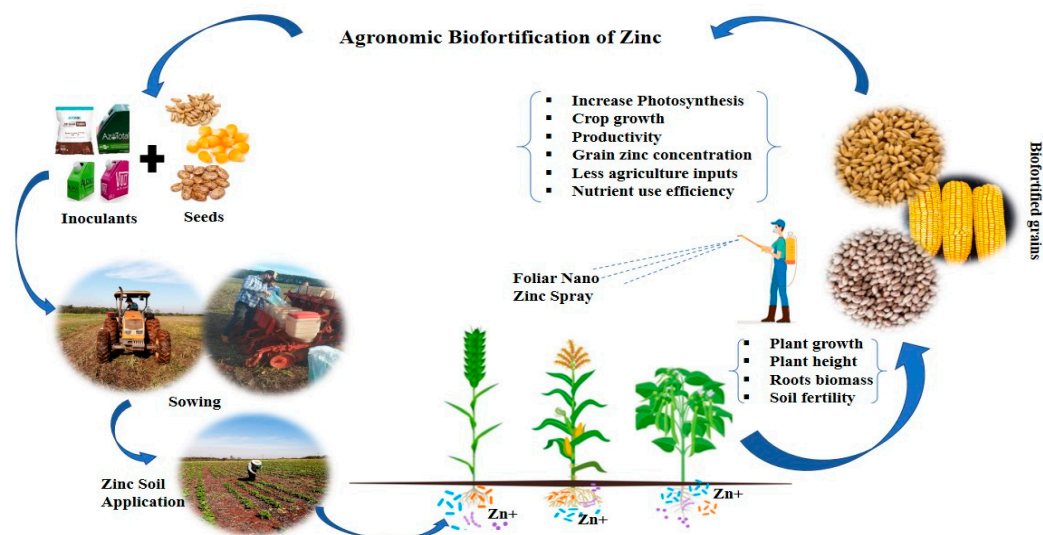 Agronomic Biofortification of Zinc
Increase Photosynthesis
Crop growth
Productivity
Grain zinc concentration
Less agriculture inputs
Nutrient use efficiency
Biofortified grains
AzoTotal
Inoculants
Seeds
Foliar Nano
Zinc Spray
Plant growth
Plant height
Roots biomass
Soil fertility
Sowing
Zinc Soil
Application
Zn+
Zn+
Zn+